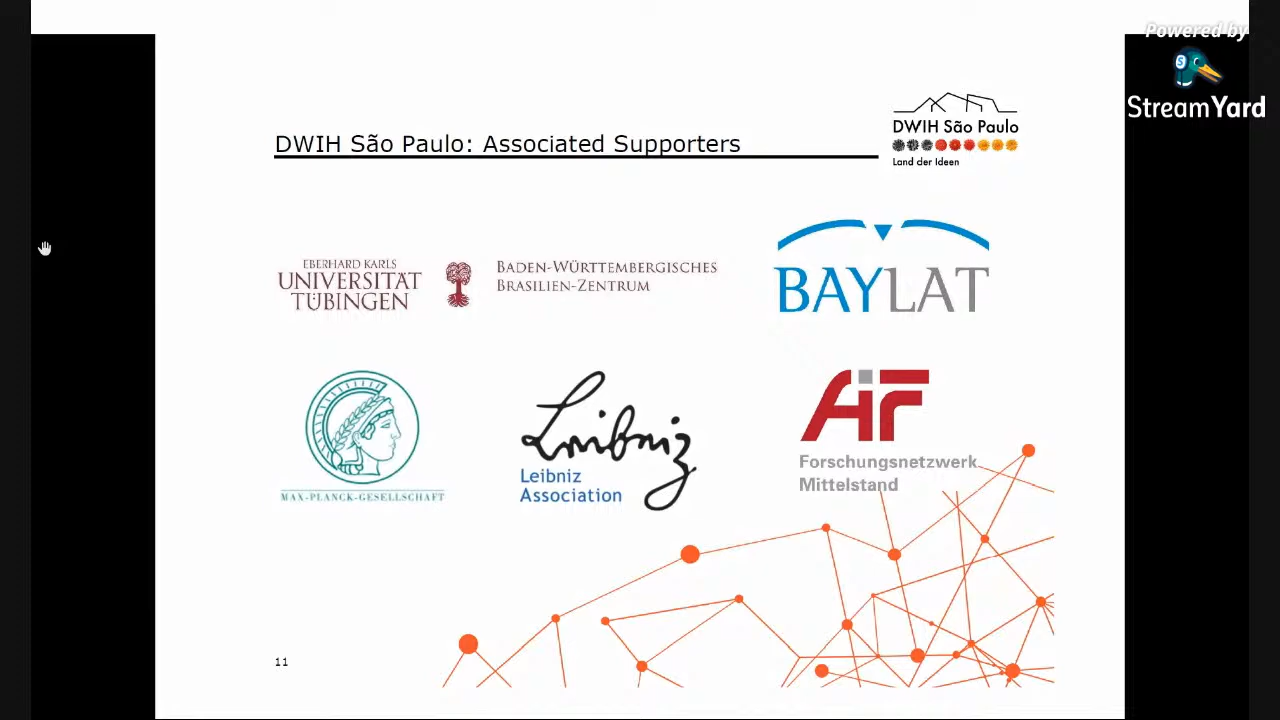 Powered by
StreamYard
DWIH São Paulo: Associated Supporters
DWIH São Paulo
Land der Ideen
EBERHARD KARLS
UNIVERSITÄT
TÜBINGEN
BADEN-WÜRTTEMBERGISCHES
BRASILIEN-ZENTRUM
BAYLAT
MAX-PLANCK-GESELLSCHAFT
Leibniz
Leibniz
Association
AiF
Forschungsnetzwerk
Mittelstand
11